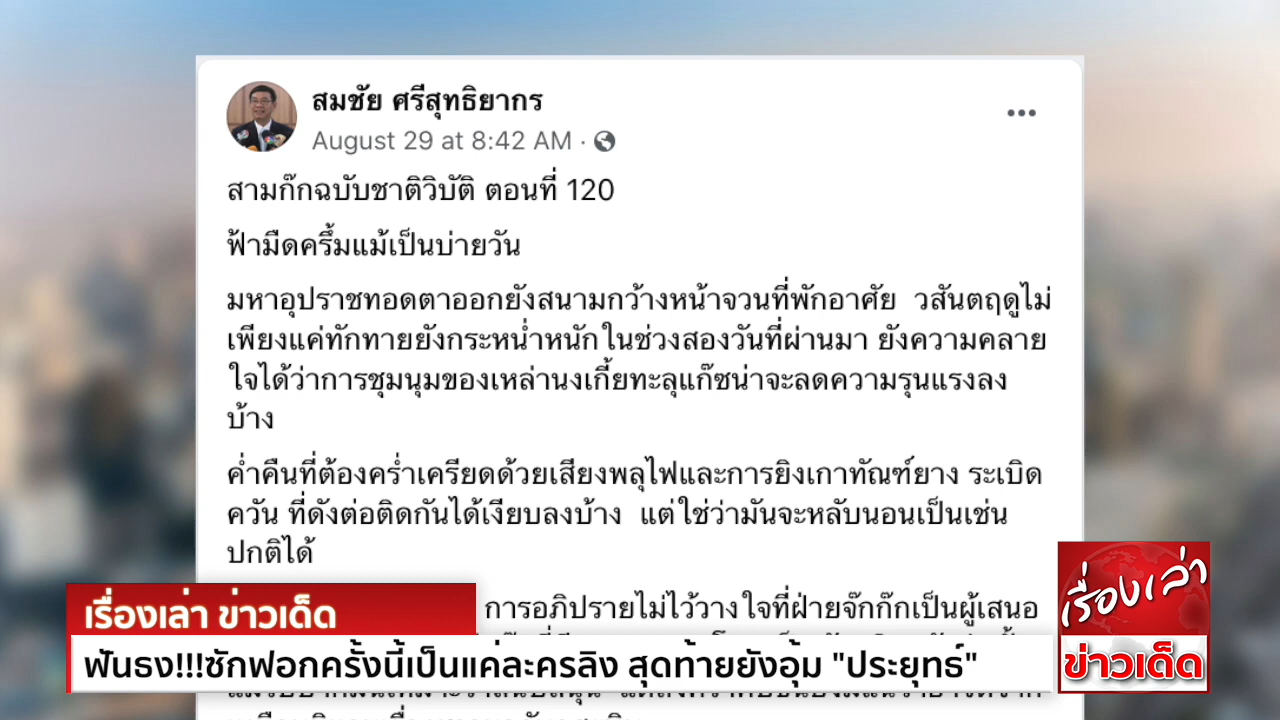 สมชัย ศรีสุทธิยากร
August 29 at 8:42 AM ·
สามก๊กฉบับชาติวิบัติ ตอนที่ 120
ฟ้ามืดครึ้มแม้เป็นบ่ายวัน
มหาอุปราชทอดตาออกยังสนามกว้างหน้าจวนที่พักอาศัย วสันตฤดูไม่
เพียงแค่ทักทายยังกระหน่ำหนักในช่วงสองวันที่ผ่านมา ยังความคลาย
ใจได้ว่าการชุมนุมของเหล่านงเกี้ยทะลุแก๊ซน่าจะลดความรุนแรงลง
บ้าง
ค่ำคืนที่ต้องคร่ำเครียดด้วยเสียงพลุไฟและการยิงเกาทัณฑ์ยาง ระเบิด
ควัน ที่ดังต่อติดกันได้เงียบลงบ้าง แต่ใช่ว่ามันจะหลับนอนเป็นเช่น
ปกติได้
การอภิปรายไม่ไว้วางใจที่ฝ่ายจ๊กก๊กเป็นผู้เสนอ
เรื่องเล่า ข่าวเด็ด
ฟันธง!!!ซักฟอกครั้งนี้เป็นแค่ละครลิง สุดท้ายยังอุ้ม "ประยุทธ์"
เรื่องเล่า
ข่าวเด็ด